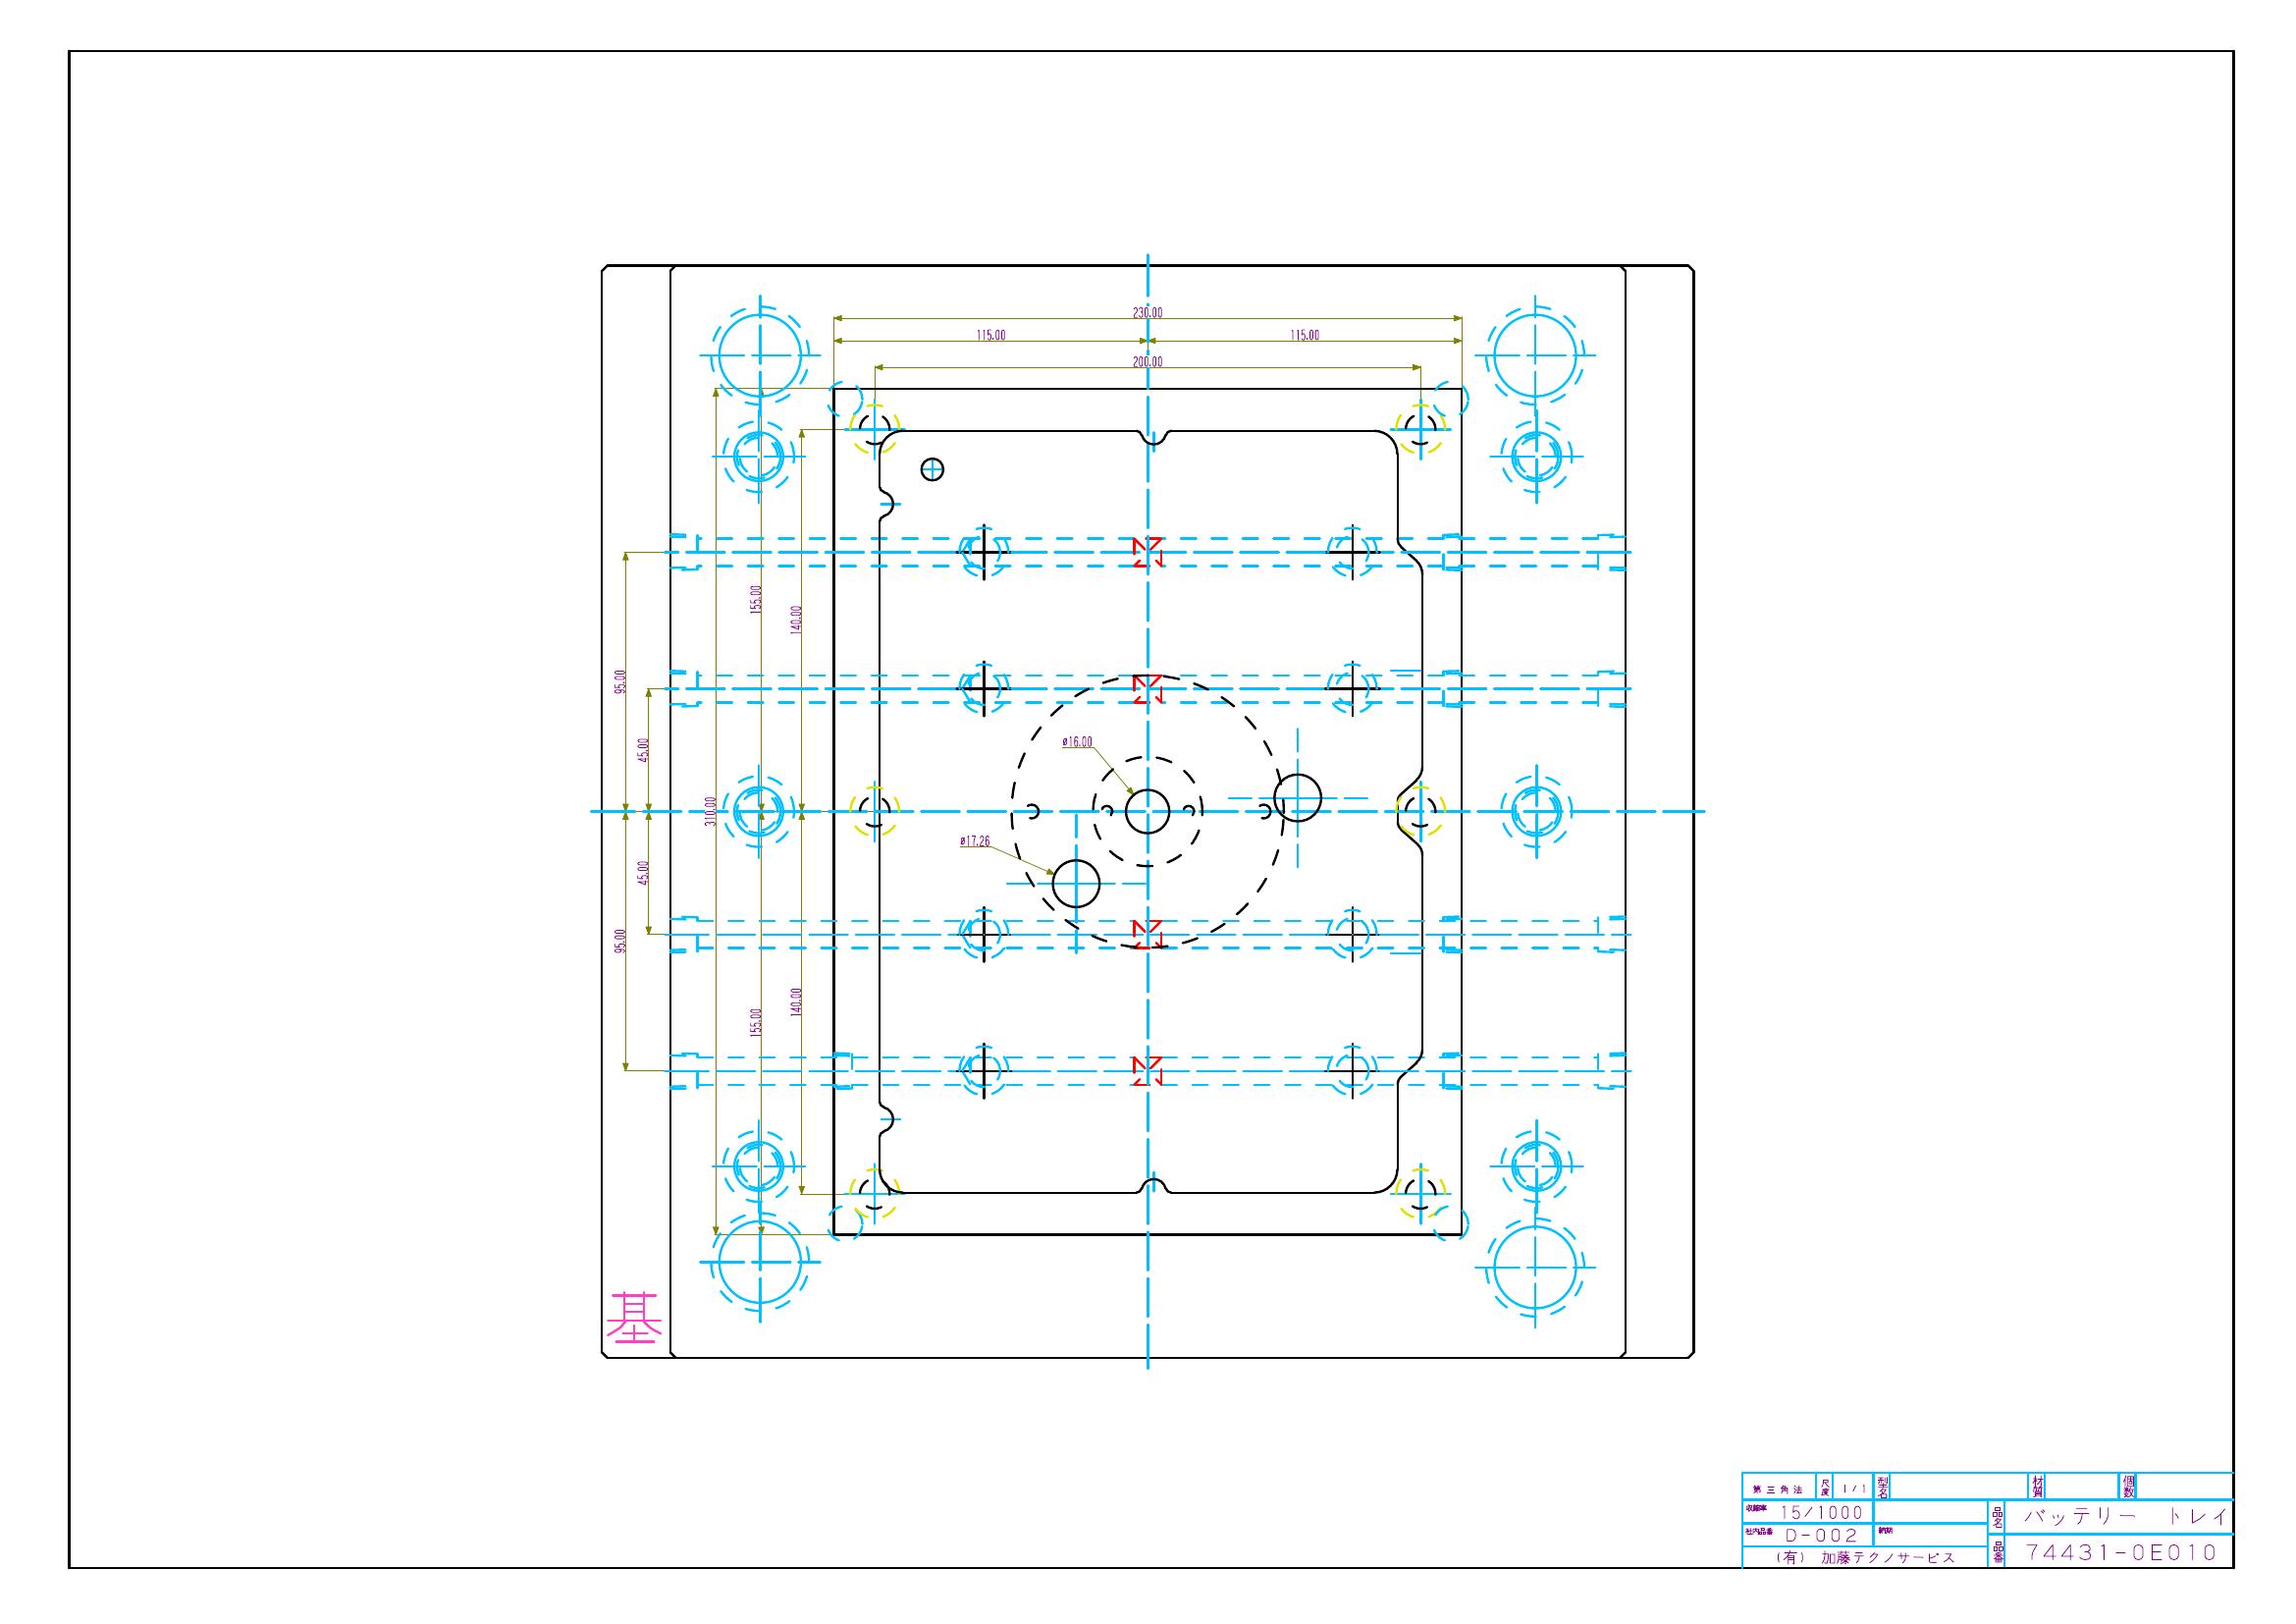 230.00
115.00 115.00
200.00
155.00
140.00
95.00
45.00
ø16.00
310.00
ø17.26
45.00
95.00
140.00
155.00
基
第三角法 尺度 1/1 型名 材質 個数
収縮率 15/1000 品名 バッテリー トレイ
社内品番 D-002 納期
(有) 加藤テクノサービス 品番 74431-0E010